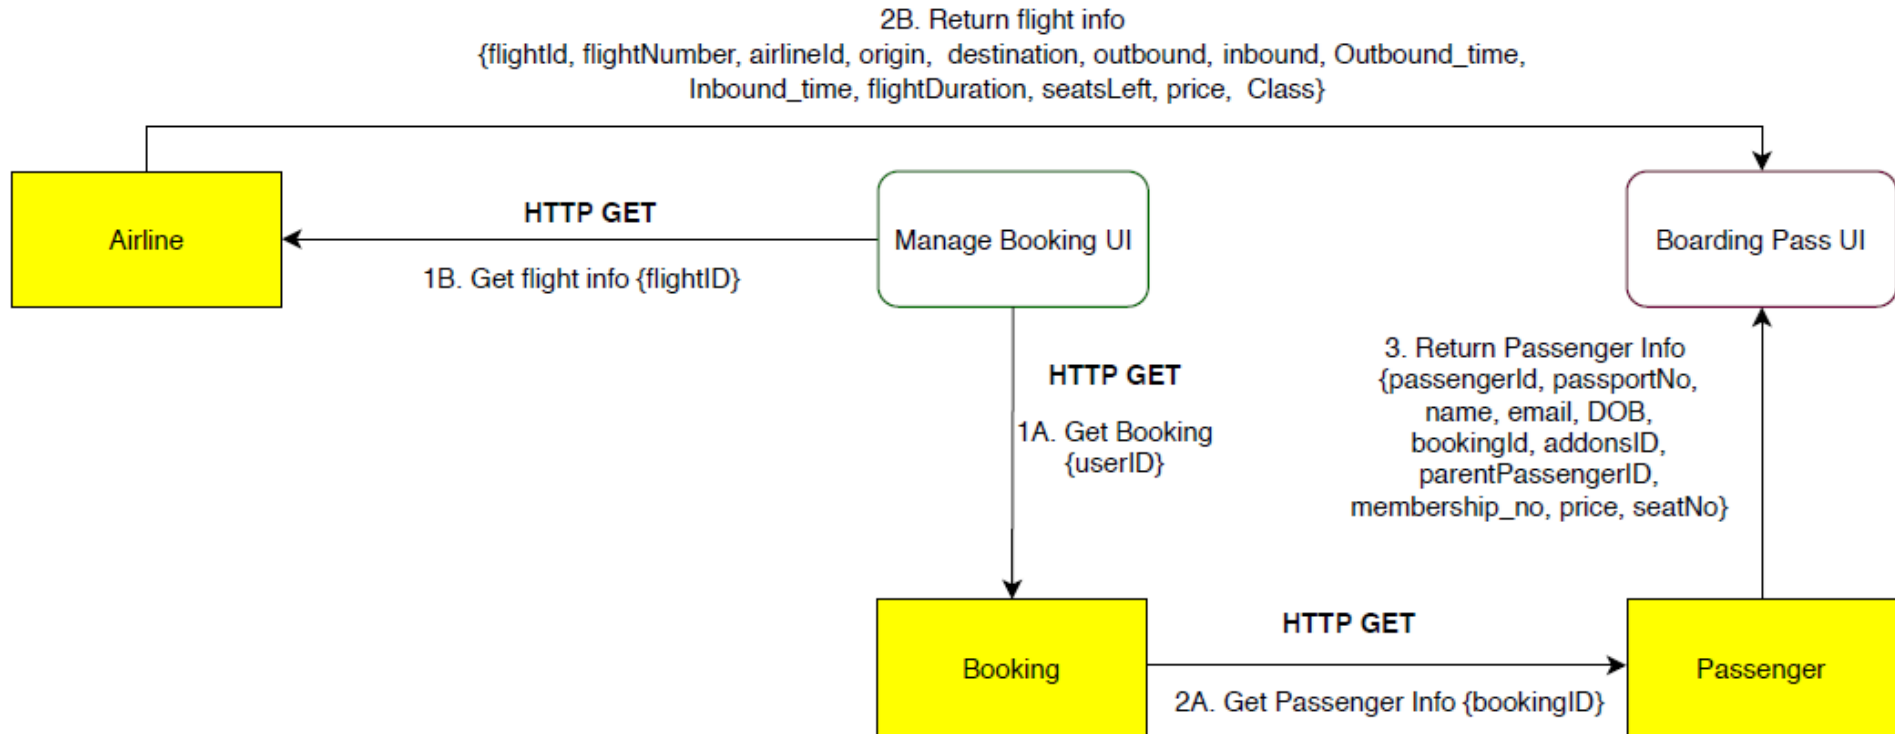 2B. Return flight info
{flightId, flightNumber, airlineId, origin, destination, outbound, inbound, Outbound_time,
Inbound_time, flightDuration, seatsLeft, price, Class}
Airline
HTTP GET
1B. Get flight info {flightID}
Manage Booking UI
Boarding Pass UI
HTTP GET
1A. Get Booking
{userID}
3. Return Passenger Info
{passengerId, passportNo,
name, email, DOB,
bookingId, addonsID,
parentPassengerID,
membership_no, price, seatNo}
Booking
HTTP GET
2A. Get Passenger Info {bookingID}
Passenger